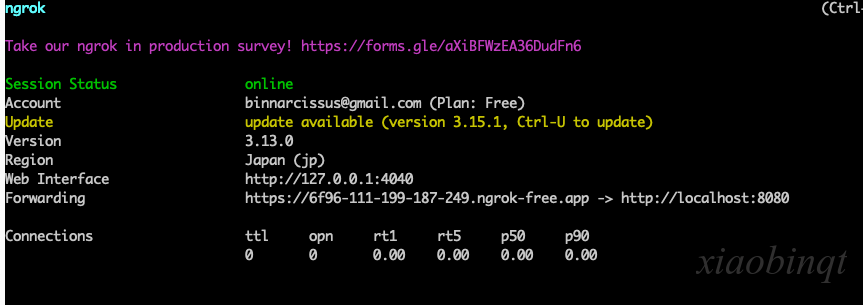 ngrok (Ctrl-
Take our ngrok in production survey! https://forms.gle/aXiBFWzEA36DudFn6
Session Status online
Account binnarcissus@gmail.com (Plan: Free)
Update update available (version 3.15.1, Ctrl-U to update)
Version 3.13.0
Region Japan (jp)
Web Interface http://127.0.0.1:4040
Forwarding https://6f96-111-199-187-249.ngrok-free.app -> http://localhost:8080
Connections ttl opn rt1 rt5 p50 p90
0 0 0.00 0.00 0.00 0.00
xiaobinqt